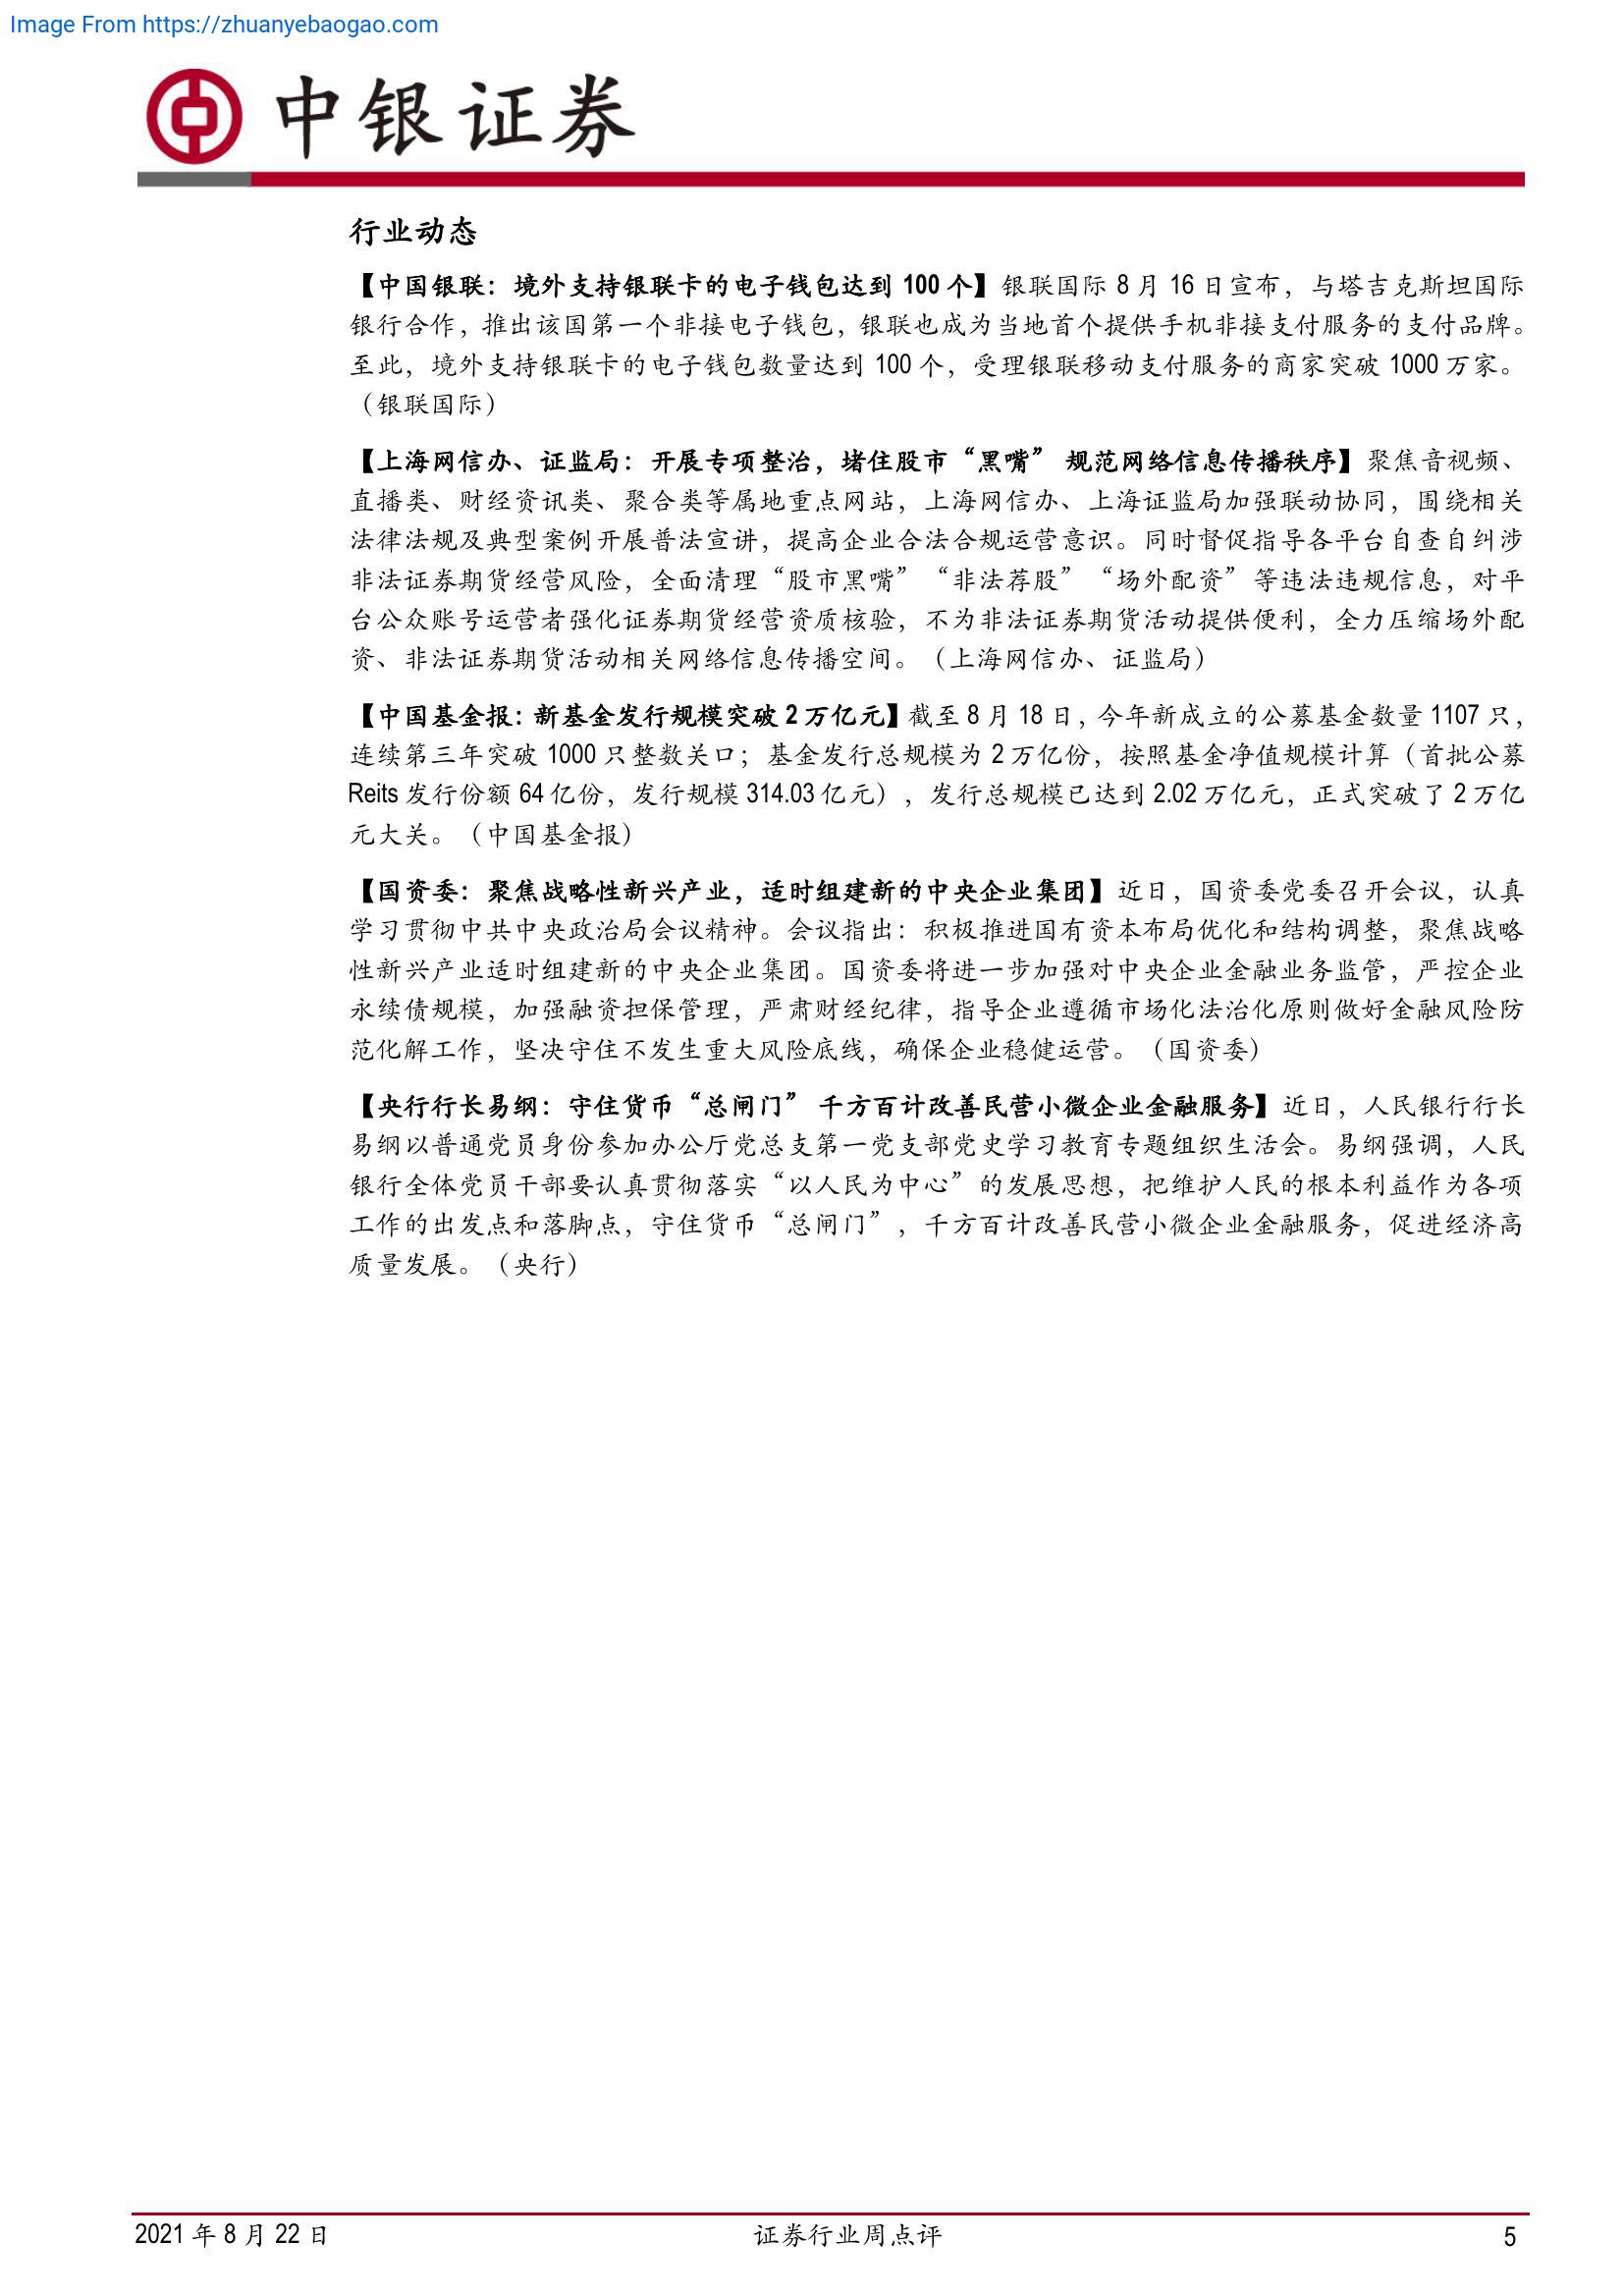 Image From https://zhuanyebaogao.com
中银证券
行业动态
【中国银联：境外支持银联卡的电子钱包达到 100 个】银联国际 8 月 16 日宣布，与塔吉克斯坦国际
银行合作，推出该国第一个非接电子钱包，银联也成为当地首个提供手机非接支付服务的支付品牌。
至此，境外支持银联卡的电子钱包数量达到 100 个，受理银联移动支付服务的商家突破 1000 万家。
（银联国际）
【上海网信办、证监局：开展专项整治，堵住股市“黑嘴” 规范网络信息传播秩序】聚焦音视频、
直播类、财经资讯类、聚合类等属地重点网站，上海网信办、上海证监局加强联动协同，围绕相关
法律法规及典型案例开展普法宣讲，提高企业合法合规运营意识。同时督促指导各平台自查自纠涉
非法证券期货经营风险，全面清理“股市黑嘴”“非法荐股”“场外配资”等违法违规信息，对平
台公众账号运营者强化证券期货经营资质核验，不为非法证券期货活动提供便利，全力压缩场外配
资、非法证券期货活动相关网络信息传播空间。（上海网信办、证监局）
【中国基金报：新基金发行规模突破 2 万亿元】截至 8 月 18 日，今年新成立的公募基金数量 1107 只，
连续第三年突破 1000 只整数关口；基金发行总规模为 2 万亿份，按照基金净值规模计算（首批公募
Reits 发行份额 64 亿份，发行规模 314.03 亿元），发行总规模已达到 2.02 万亿元，正式突破了 2 万亿
元大关。（中国基金报）
【国资委：聚焦战略性新兴产业，适时组建新的中央企业集团】近日，国资委党委召开会议，认真
学习贯彻中共中央政治局会议精神。会议指出：积极推进国有资本布局优化和结构调整，聚焦战略
性新兴产业适时组建新的中央企业集团。国资委将进一步加强对中央企业金融业务监管，严控企业
永续债规模，加强融资担保管理，严肃财经纪律，指导企业遵循市场化法治化原则做好金融风险防
范化解工作，坚决守住不发生重大风险底线，确保企业稳健运营。（国资委）
【央行行长易纲：守住货币“总闸门” 千方百计改善民营小微企业金融服务】近日，人民银行行长
易纲以普通党员身份参加办公厅党总支第一党支部党史学习教育专题组织生活会。易纲强调，人民
银行全体党员干部要认真贯彻落实“以人民为中心”的发展思想，把维护人民的根本利益作为各项
工作的出发点和落脚点，守住货币“总闸门”，千方百计改善民营小微企业金融服务，促进经济高
质量发展。（央行）
2021 年 8 月 22 日
证券行业周点评
5